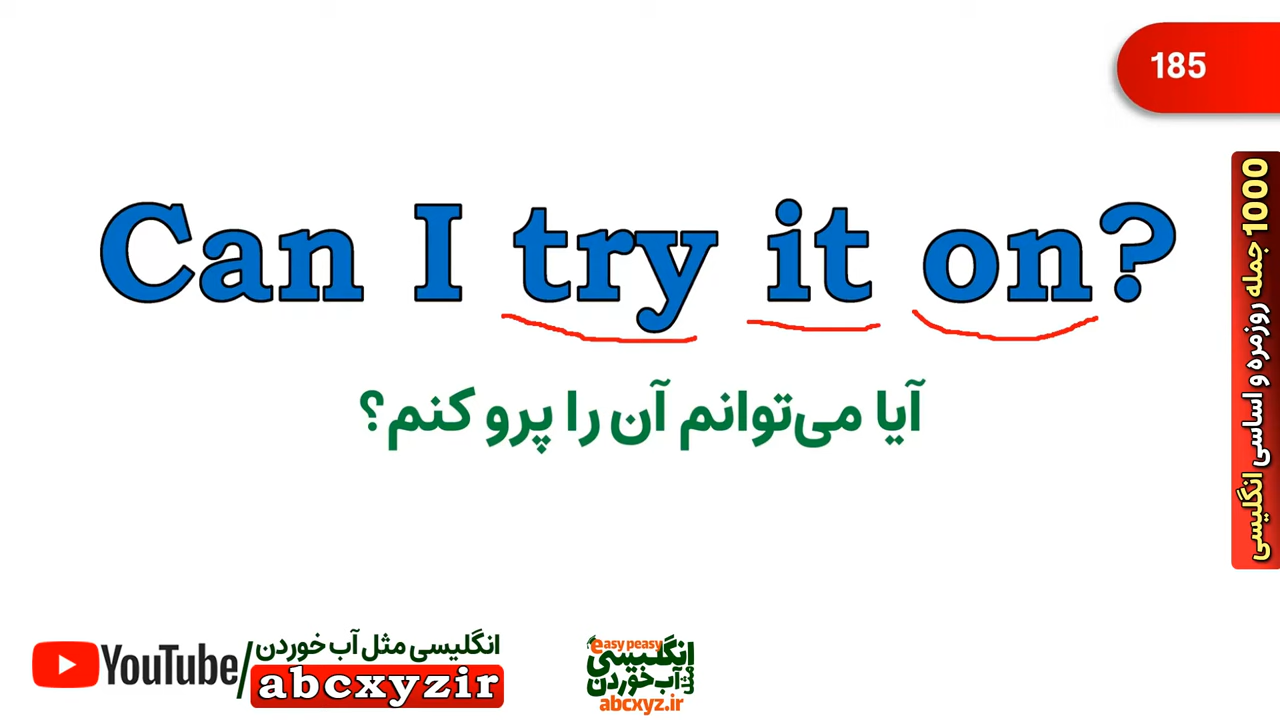 185
1000 جمله روزمره و اساسی انگلیسی
Can I try it on?
آیا می‌توانم آن را پرو کنم؟
YouTube/انگلیسی مثل آب خوردن
abcxyzir
easy peasy
انگلیسی
مثل آب خوردن
abcxyz.ir